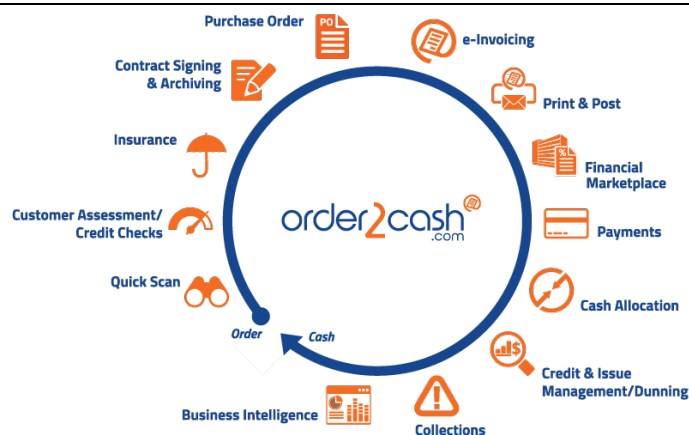 Purchase Order
PO
e-Invoicing
Contract Signing
& Archiving
Print & Post
Insurance
%
Financial
Marketplace
Customer Assessment/
Credit Checks
order2cash@
.com
Payments
Quick Scan
Cash Allocation
Order
Cash
$
Credit & Issue
Management/Dunning
Business Intelligence
Collections